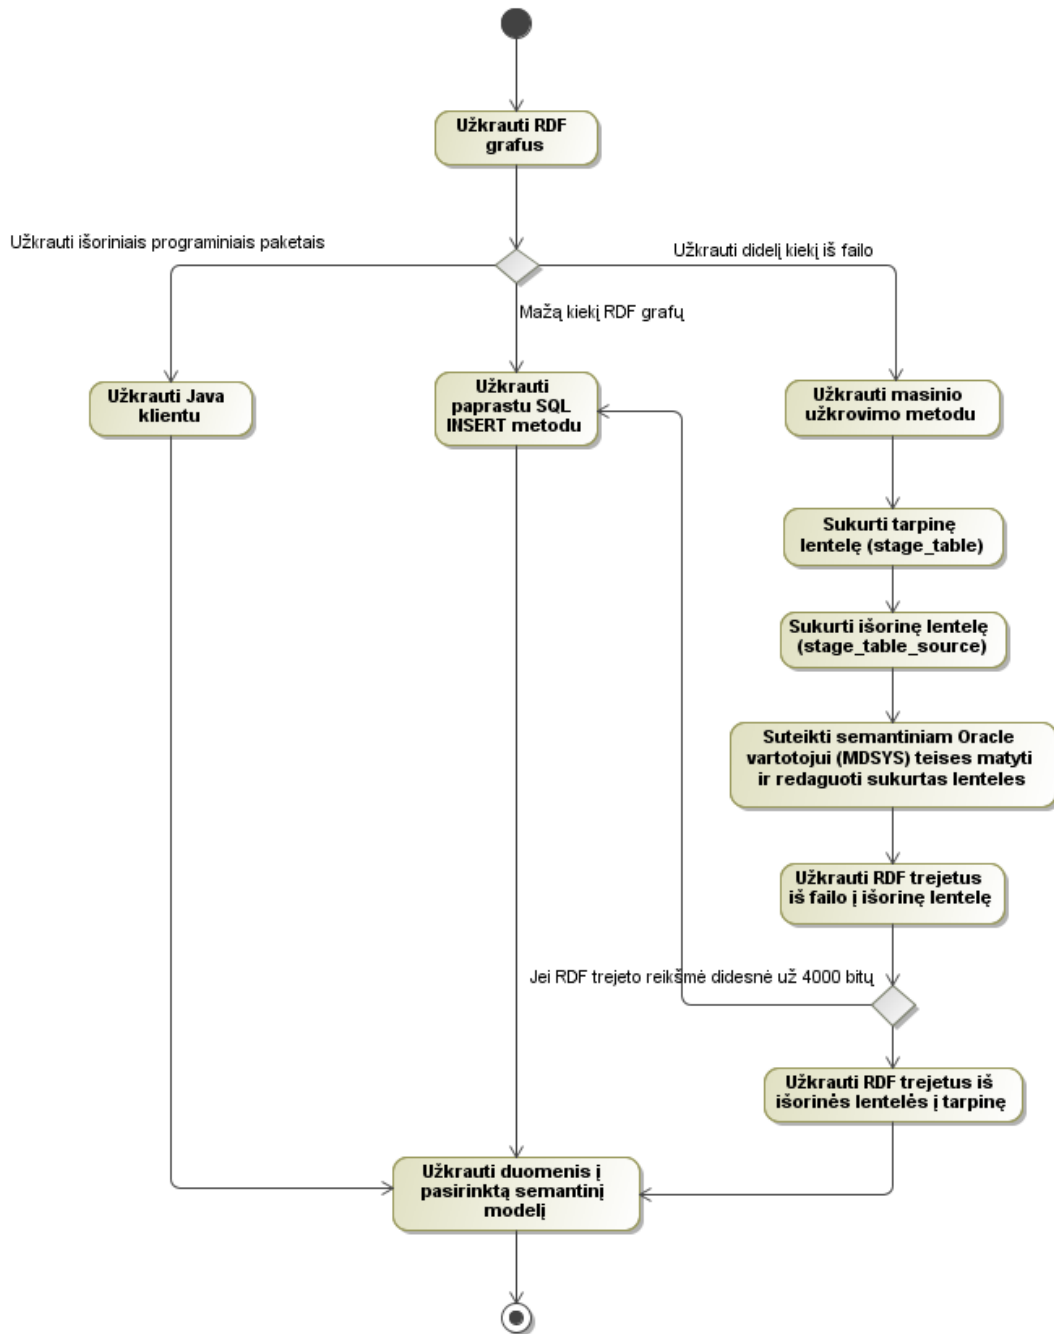 Užkrauti RDF
grafus
Užkrauti išoriniais programiniais paketais
Užkrauti didelį kiekį iš failo
Mažą kiekį RDF grafų
Užkrauti Java
klientu
Užkrauti
paprastu SQL
INSERT metodu
Užkrauti masinio
užkrovimo metodu
Sukurti tarpinę
lentelę (stage_table)
Sukurti išorinę lentelę
(stage_table_source)
Suteikti semantiniam Oracle
vartotojui (MDSYS) teises matyti
ir redaguoti sukurtas lenteles
Užkrauti RDF trejetus
iš failo į išorinę lentelę
Jei RDF trejeto reikšmė didesnė už 4000 bitų
Užkrauti RDF trejetus iš
išorinės lentelės į tarpinę
Užkrauti duomenis į
pasirinktą semantinį
modelį